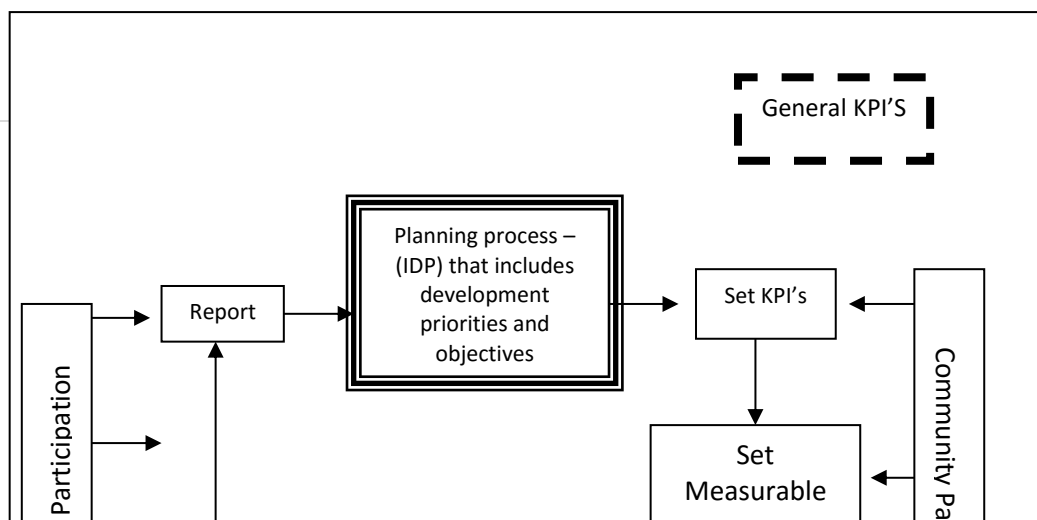 General KPI'S
Planning process –
(IDP) that includes
development
priorities and
objectives
Report
Set KPI's
Participation
Community Pa
Set
Measurable